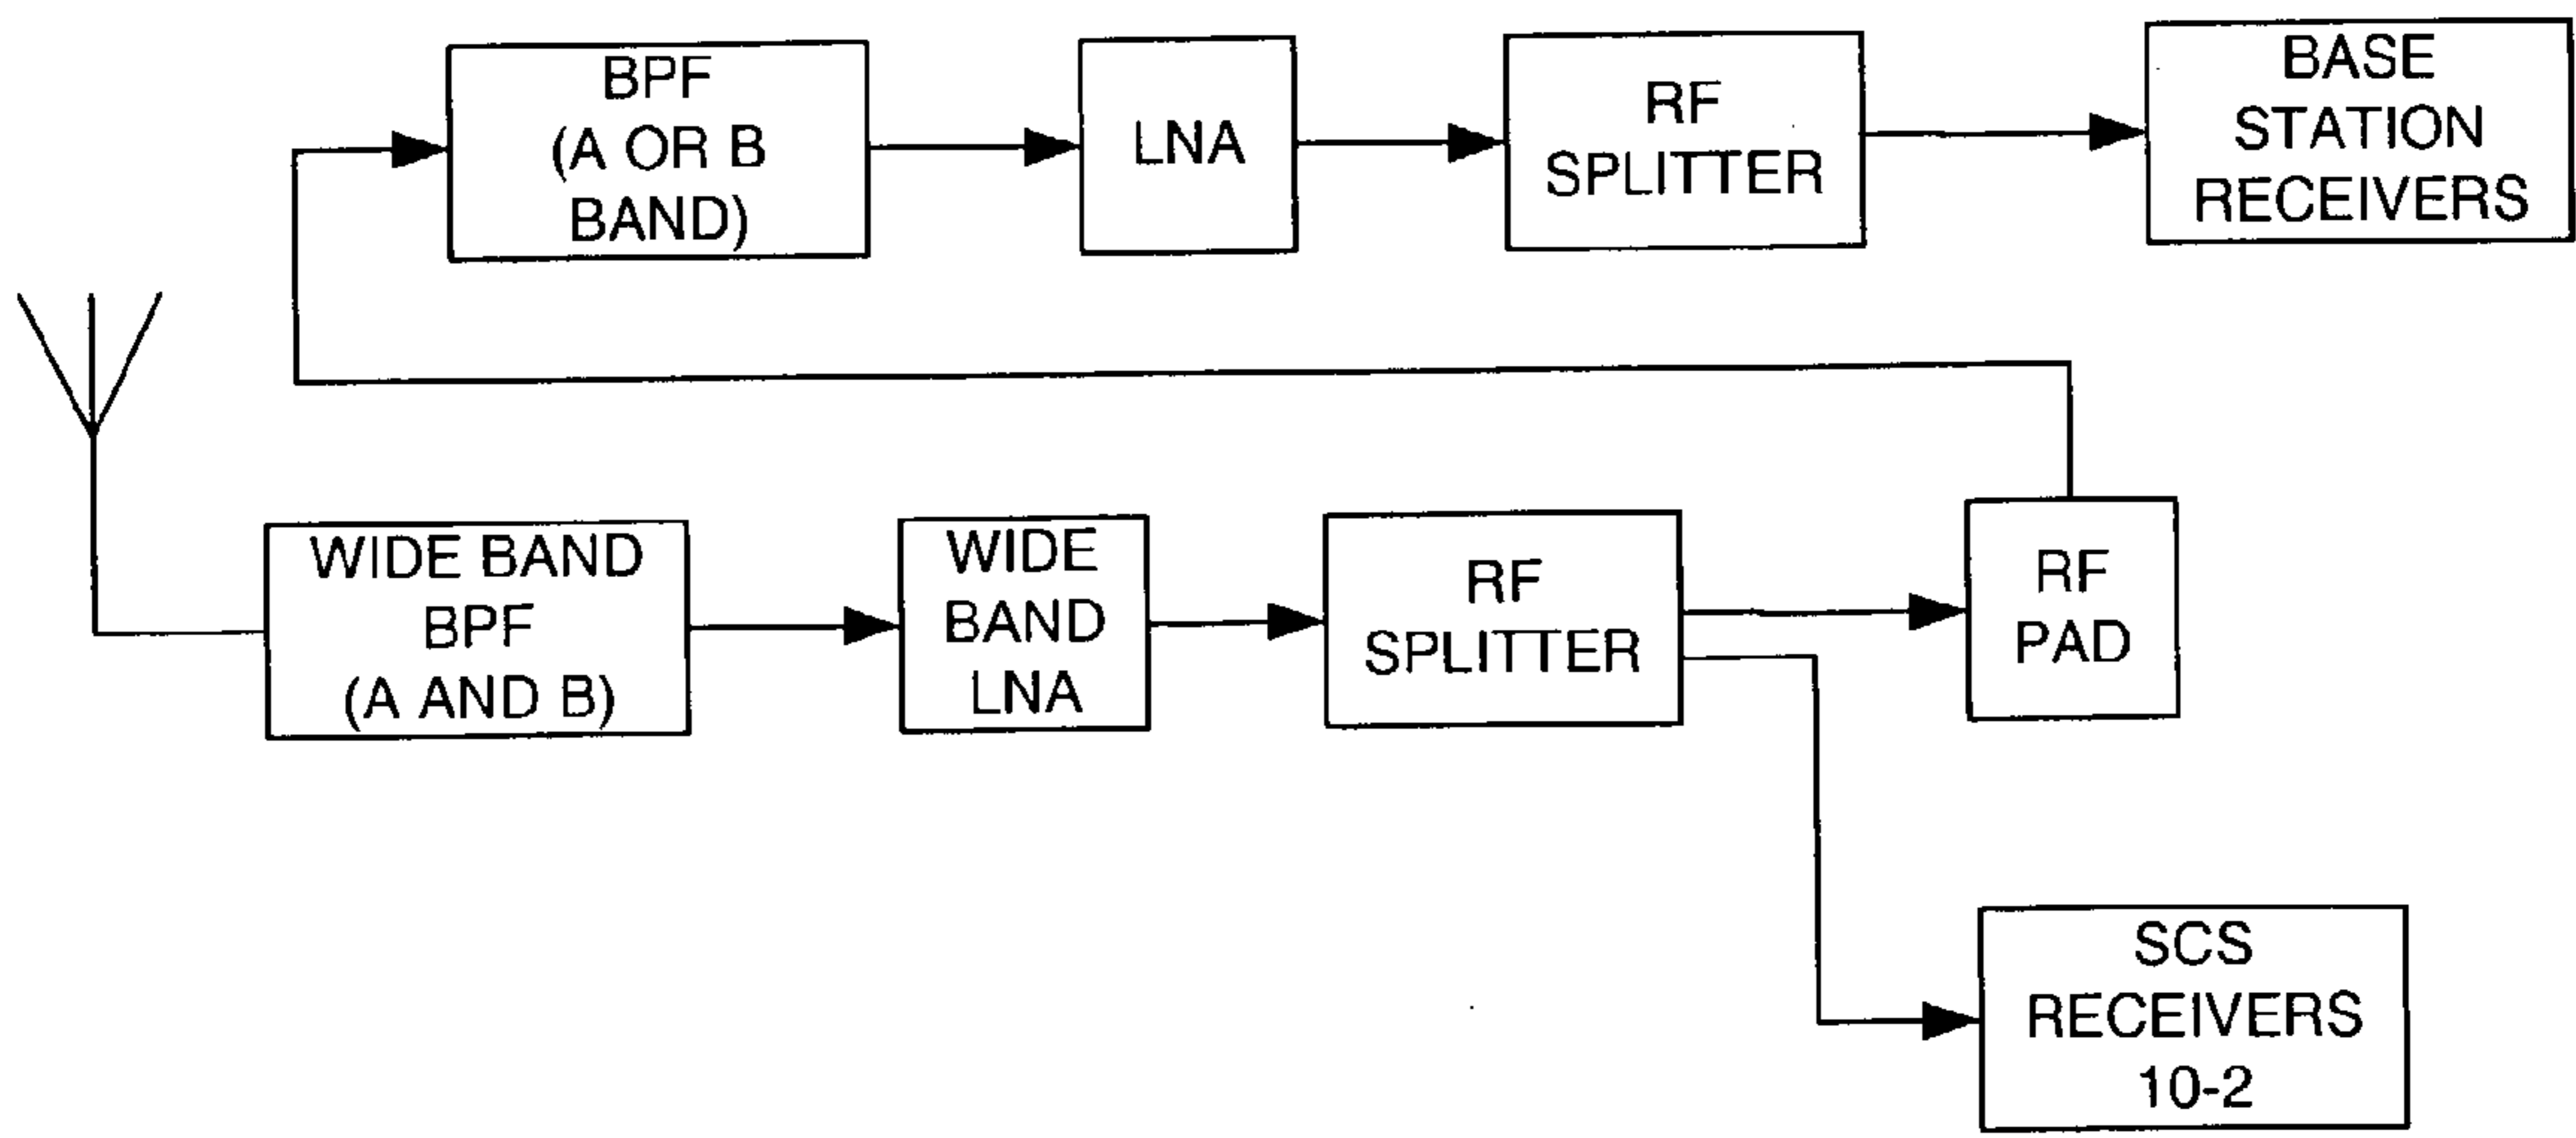 BPF
(A OR B
BAND)
LNA
RF
SPLITTER
BASE
STATION
RECEIVERS
WIDE BAND
BPF
(A AND B)
WIDE
BAND
LNA
RF
SPLITTER
RF
PAD
SCS
RECEIVERS
10-2